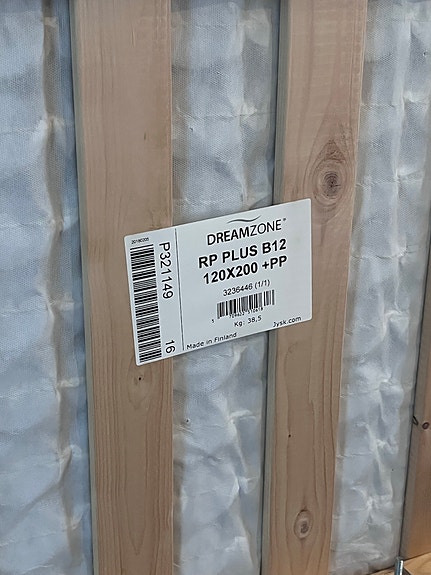 20180205
P321149
16
DREAMZONE®
RP PLUS B12
120X200 +PP
3236446 (1/1)
Kg: 38,5
Made in Finland
Jysk.com